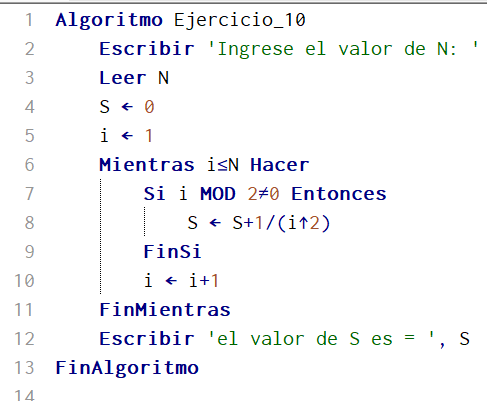 1 Algoritmo Ejercicio_10
2 Escribir 'Ingrese el valor de N: '
3 Leer N
4 S ← 0
5 i ← 1
6 Mientras i≤N Hacer
7 Si i MOD 2≠0 Entonces
8 S ← S+1/(i↑2)
9 FinSi
10 i ← i+1
11 FinMientras
12 Escribir 'el valor de S es = ', S
13 FinAlgoritmo
14